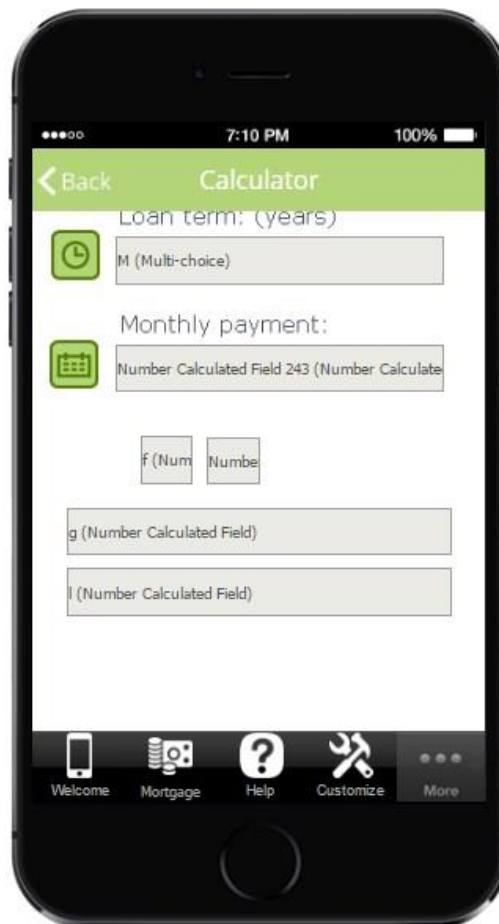 7:10 PM
100%
Back
Calculator
Loan term: (years)
M (Multi-choice)
Monthly payment:
Number Calculated Field 243 (Number Calculate
f (Num
Numbe
g (Number Calculated Field)
l (Number Calculated Field)
Welcome
Mortgage
Help
Customize
More